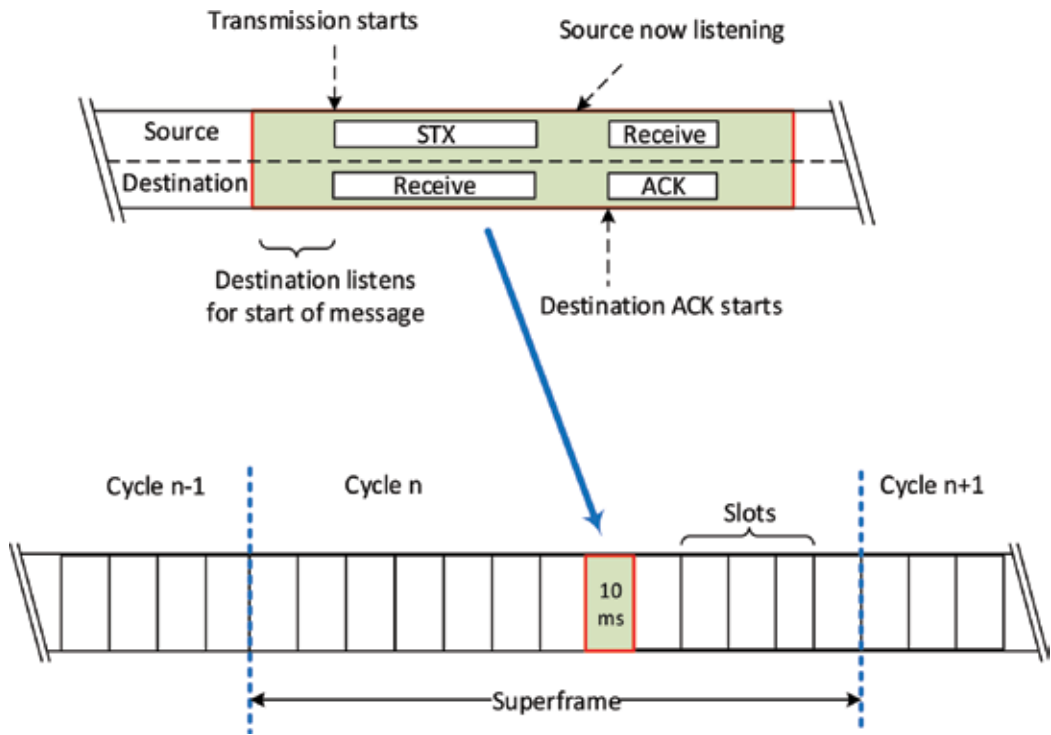 Transmission starts
Source now listening
Source
STX
Receive
Destination
Receive
ACK
Destination listens
for start of message
Destination ACK starts
Cycle n-1
Cycle n
Cycle n+1
Slots
10
ms
Superframe